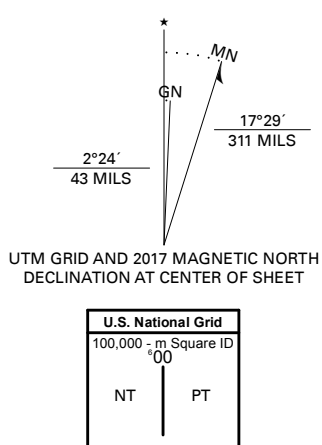 ★
MN
GN
17°29´
311 MILS
2°24´
43 MILS
UTM GRID AND 2017 MAGNETIC NORTH
DECLINATION AT CENTER OF SHEET
U.S. National Grid
100,000 - m Square ID
⁶00
NT PT